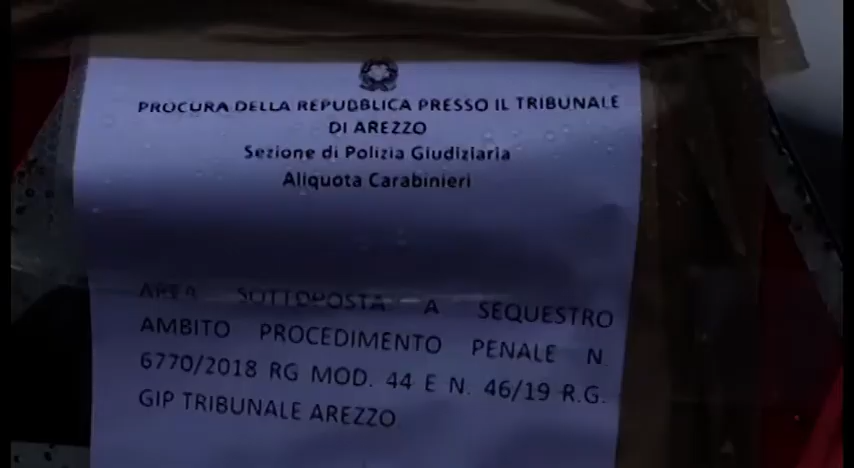 PROCURA DELLA REPUBBLICA PRESSO IL TRIBUNALE
DI AREZZO
Sezione di Polizia Giudiziaria
Aliquota Carabinieri
AREA SOTTOPOSTA A SEQUESTRO
AMBITO PROCEDIMENTO PENALE N.
6770/2018 RG MOD. 44 E N. 46/19 R.G.
GIP TRIBUNALE AREZZO